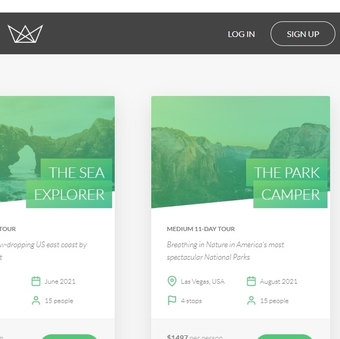 LOG IN
SIGN UP
THE SEA
EXPLORER
TOUR
-dropping US east coast by
June 2021
15 people
THE PARK
CAMPER
MEDIUM 11-DAY TOUR
Breathing in Nature in America's most
spectacular National Parks
Las Vegas, USA
August 2021
4 stops
15 people
$1497 per person